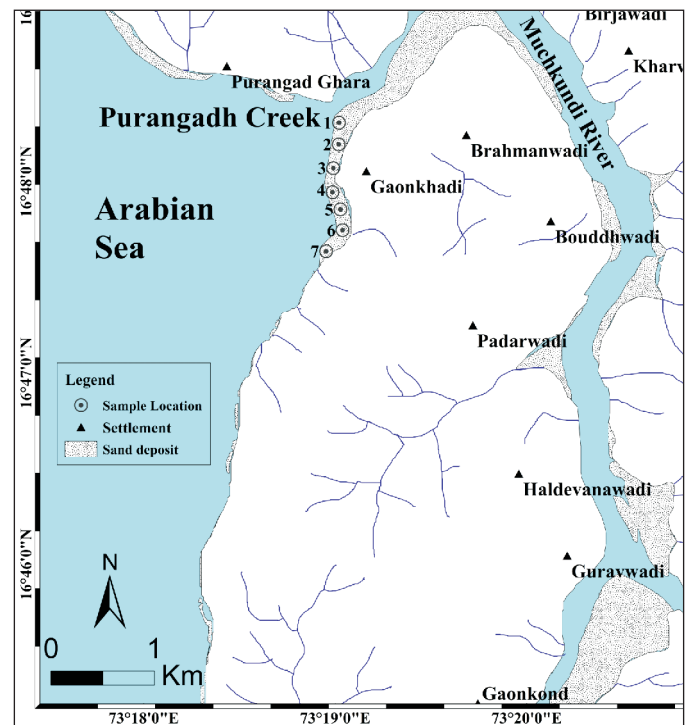 Birjawadi
Kharv
Muchkundi River
Purangad Ghara
Purangadh Creek
1
2
3
4
5
6
7
Brahmanwadi
Gaonkhadi
Arabian
Sea
Bouddhwadi
Padarwadi
Legend
Sample Location
Settlement
Sand deposit
Haldevanawadi
Guravwadi
N
0 1
Km
Gaonkond
16°48'0"N
16°47'0"N
16°46'0"N
73°18'0"E 73°19'0"E 73°20'0"E